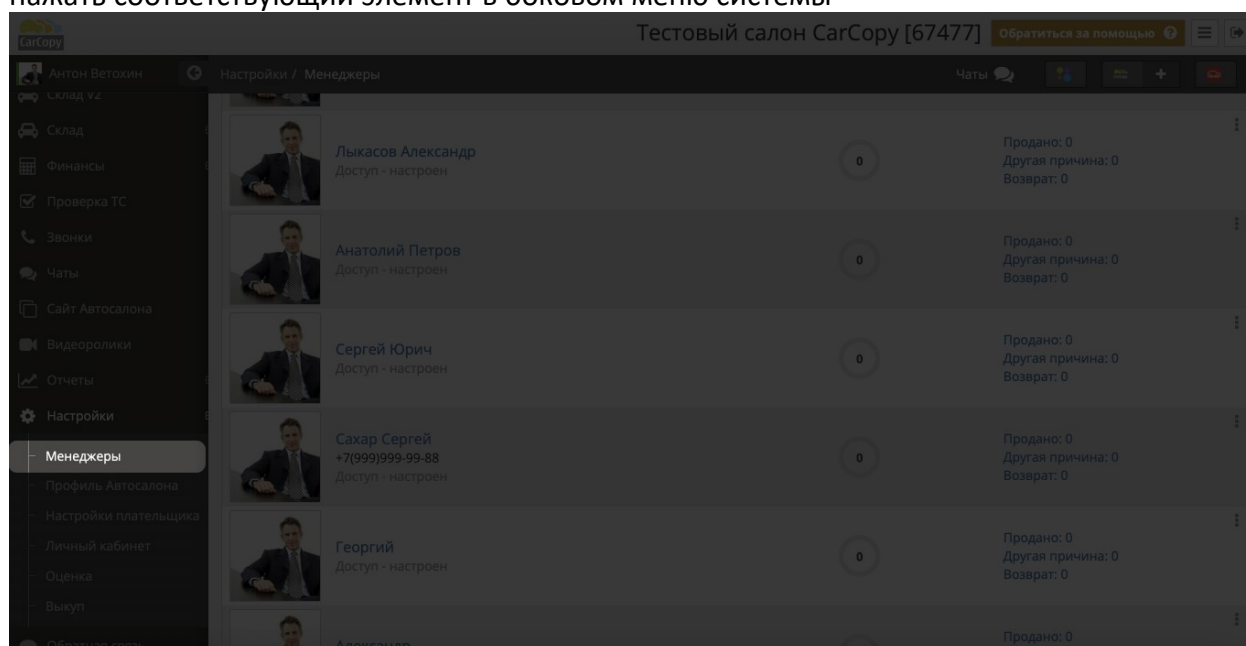 нажать соответствующий элемент в боковом меню системы
CarCopy
Тестовый салон CarCopy [67477]
Обратиться за помощью ?
Антон Ветохин
Настройки / Менеджеры
Чаты
Склад V2
Склад
Финансы
Проверка ТС
Звонки
Чаты
Сайт Автосалона
Видеоролики
Отчеты
Настройки
Менеджеры
Профиль Автосалона
Настройки плательщика
Личный кабинет
Оценка
Выкуп
Обратная связь
Лыкасов Александр
Доступ - настроен
0
Продано: 0
Другая причина: 0
Возврат: 0
Анатолий Петров
Доступ - настроен
0
Продано: 0
Другая причина: 0
Возврат: 0
Сергей Юрич
Доступ - настроен
0
Продано: 0
Другая причина: 0
Возврат: 0
Сахар Сергей
+7(999)999-99-88
Доступ - настроен
0
Продано: 0
Другая причина: 0
Возврат: 0
Георгий
Доступ - настроен
0
Продано: 0
Другая причина: 0
Возврат: 0
Александр
Продано: 0